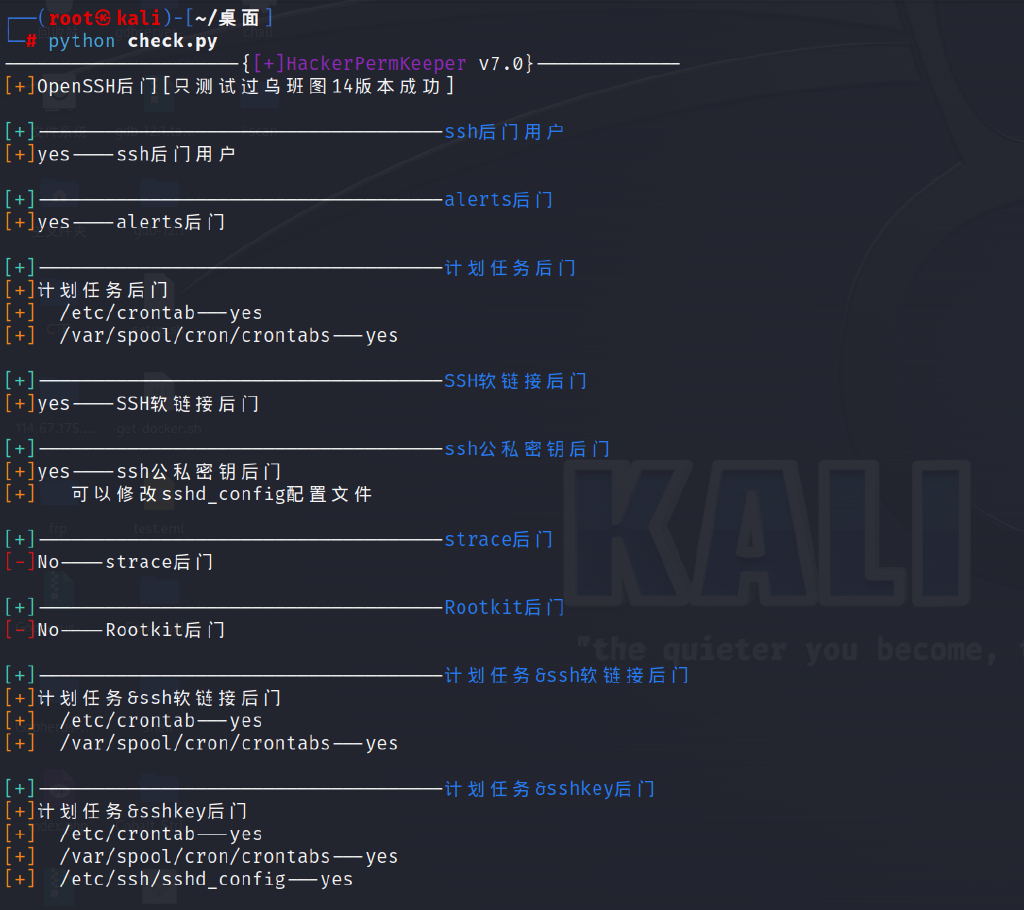 (root㉿kali)-[~/桌面]
# python check.py
——————————————{[+]HackerPermKeeper v7.0}—————————
[+]OpenSSH后门[只测试过乌班图14版本成功]
[+]——————————————————————————ssh后门用户
[+]yes———ssh后门用户
[+]——————————————————————————alerts后门
[+]yes———alerts后门
[+]——————————————————————————计划任务后门
[+]计划任务后门
[+]  /etc/crontab——yes
[+]  /var/spool/cron/crontabs——yes
[+]——————————————————————————SSH软链接后门
[+]yes———SSH软链接后门
[+]——————————————————————————ssh公私密钥后门
[+]yes———ssh公私密钥后门
[+]   可以修改sshd_config配置文件
[+]——————————————————————————strace后门
[-]No———strace后门
[+]——————————————————————————Rootkit后门
[-]No———Rootkit后门
[+]——————————————————————————计划任务&ssh软链接后门
[+]计划任务&ssh软链接后门
[+]  /etc/crontab——yes
[+]  /var/spool/cron/crontabs——yes
[+]——————————————————————————计划任务&sshkey后门
[+]计划任务&sshkey后门
[+]  /etc/crontab——yes
[+]  /var/spool/cron/crontabs——yes
[+]  /etc/ssh/sshd_config——yes
KALI
"the quieter you become,
get-docker.sh
frp
test.eml